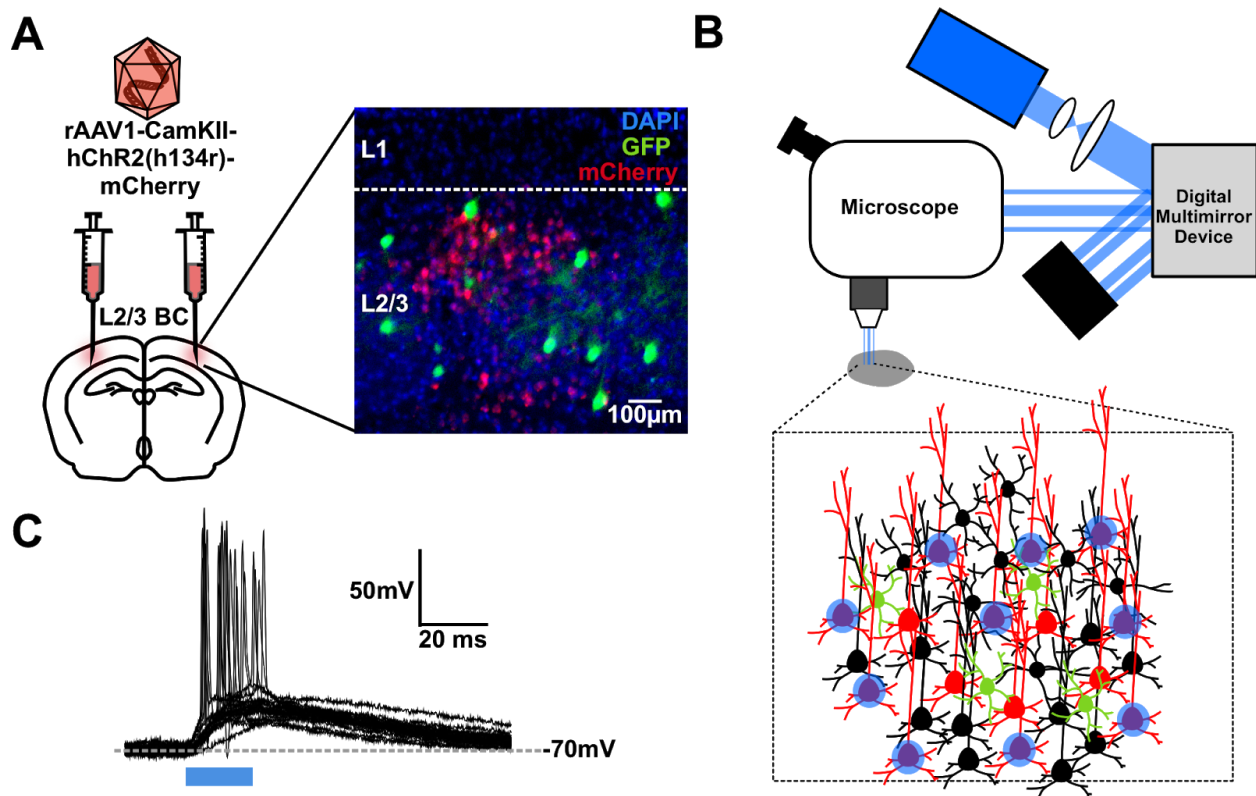 A
rAAV1-CamKII-
hChR2(h134r)-
mCherry
L2/3 BC
L1
DAPI
GFP
mCherry
L2/3
100µm
B
Microscope
Digital
Multimirror
Device
C
50mV
20 ms
-70mV